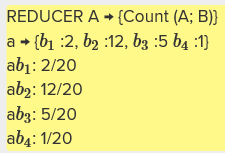 REDUCER A → {Count (A; B)}
a → {b₁ :2, b₂ :12, b₃ :5 b₄ :1}
ab₁: 2/20
ab₂: 12/20
ab₃: 5/20
ab₄: 1/20